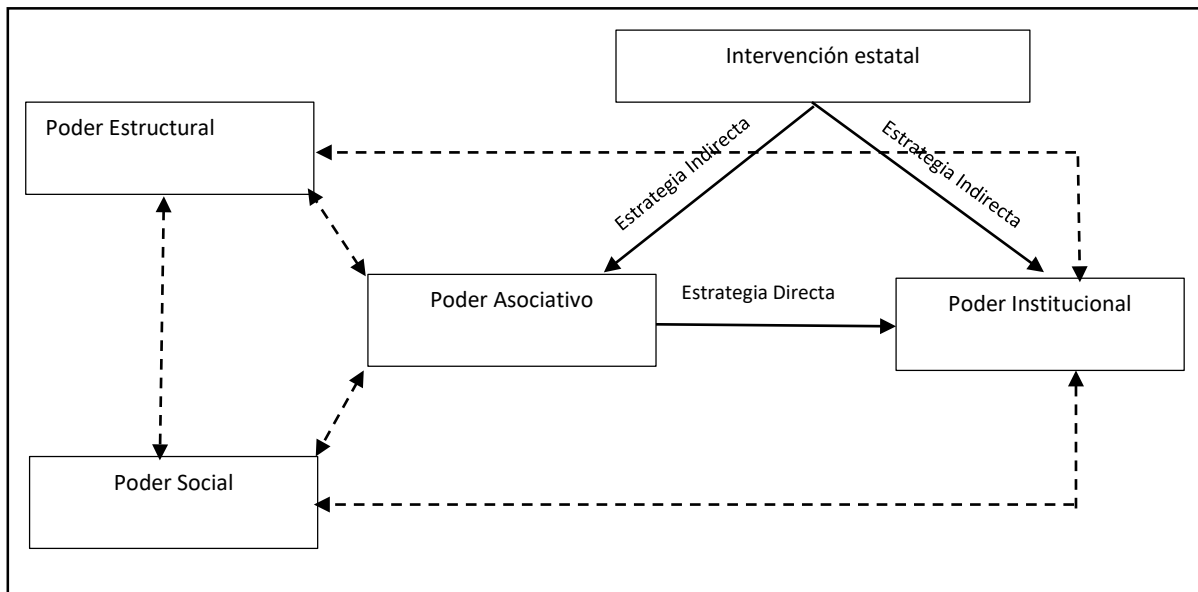 Intervención estatal
Poder Estructural
Estrategia Indirecta
Estrategia Indirecta
Poder Asociativo
Estrategia Directa
Poder Institucional
Poder Social